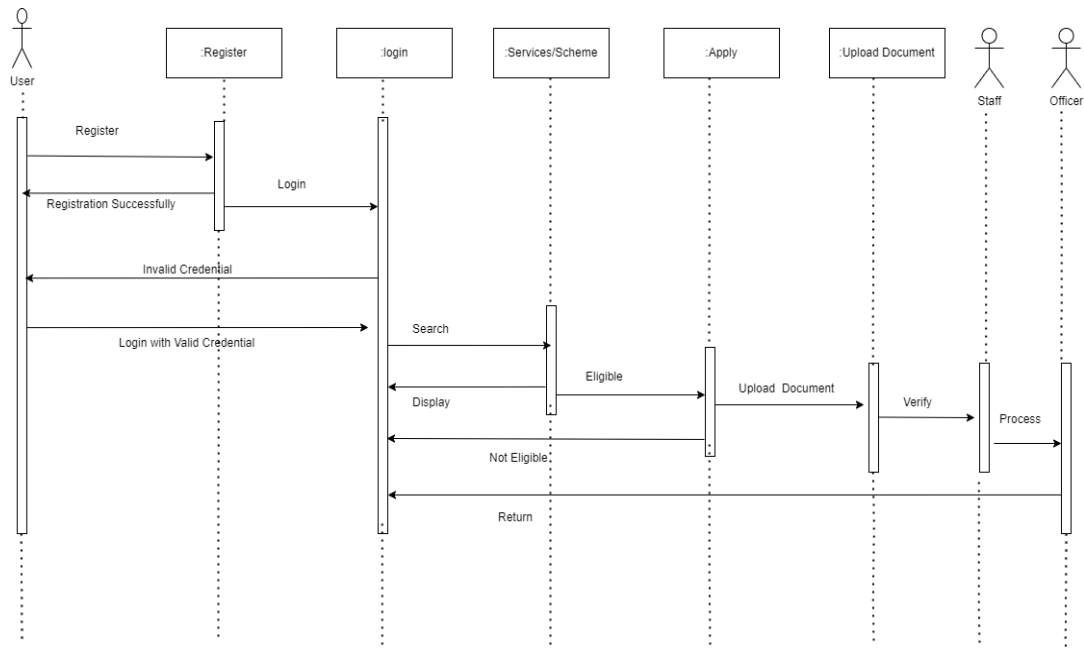 User
:Register
:login
:Services/Scheme
:Apply
:Upload Document
Staff
Officer
Register
Registration Successfully
Login
Invalid Credential
Login with Valid Credential
Search
Display
Eligible
Upload Document
Verify
Process
Not Eligible
Return